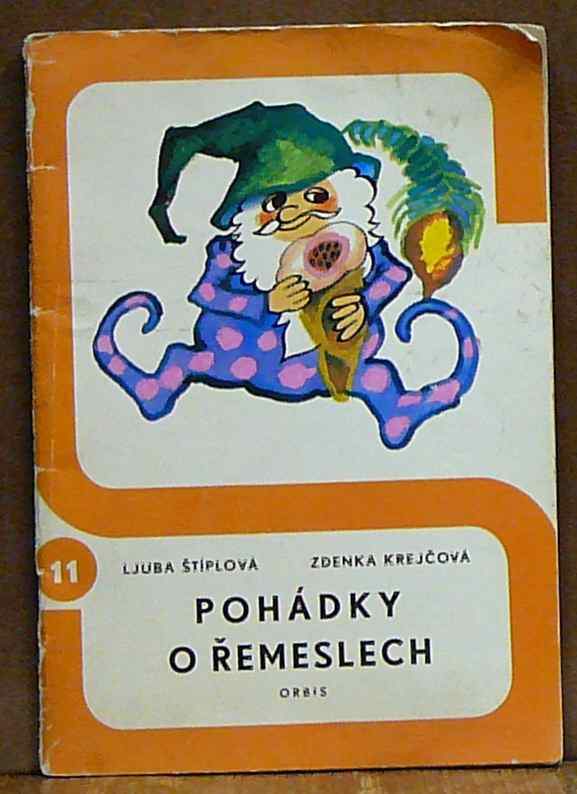 11
LJUBA ŠTÍPLOVÁ ZDENKA KREJČOVÁ
POHÁDKY
O ŘEMESLECH
ORBIS